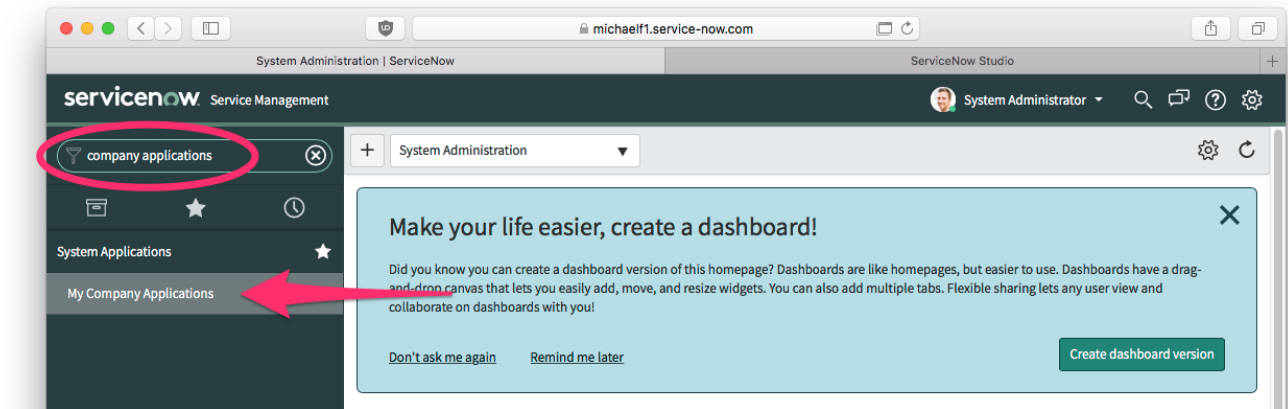 michaelf1.service-now.com
System Administration | ServiceNow
ServiceNow Studio
servicenow Service Management
System Administrator
company applications
System Administration
System Applications
My Company Applications
Make your life easier, create a dashboard!
Did you know you can create a dashboard version of this homepage? Dashboards are like homepages, but easier to use. Dashboards have a drag-
and-drop canvas that lets you easily add, move, and resize widgets. You can also add multiple tabs. Flexible sharing lets any user view and
collaborate on dashboards with you!
Don't ask me again
Remind me later
Create dashboard version